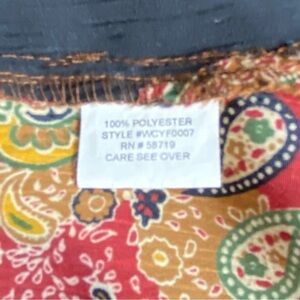 100% POLYESTER
STYLE #WCYF0007
RN # 58719
CARE SEE OVER